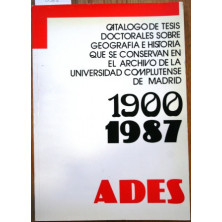 CATALOGO DE TESIS
DOCTORALES SOBRE
GEOGRAFIA E HISTORIA
QUE SE CONSERVAN EN
EL ARCHIVO DE LA
UNIVERSIDAD COMPLUTENSE
DE MADRID
1900
1987
ADES